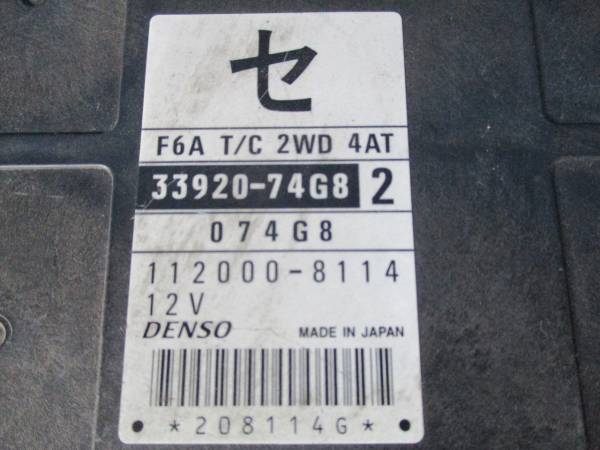 セ
F6A T/C 2WD 4AT
33920-74G8 2
074G8
112000-8114
12V
DENSO MADE IN JAPAN
*208114G*